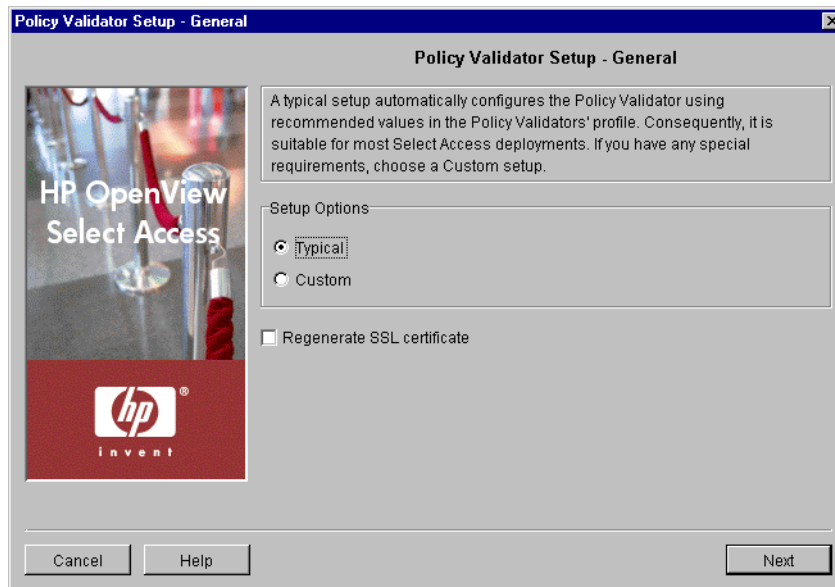 Policy Validator Setup - General
Policy Validator Setup - General
HP OpenView
Select Access
hp
®
invent
A typical setup automatically configures the Policy Validator using
recommended values in the Policy Validators' profile. Consequently, it is
suitable for most Select Access deployments. If you have any special
requirements, choose a Custom setup.
Setup Options
Typical
Custom
Regenerate SSL certificate
Cancel
Help
Next